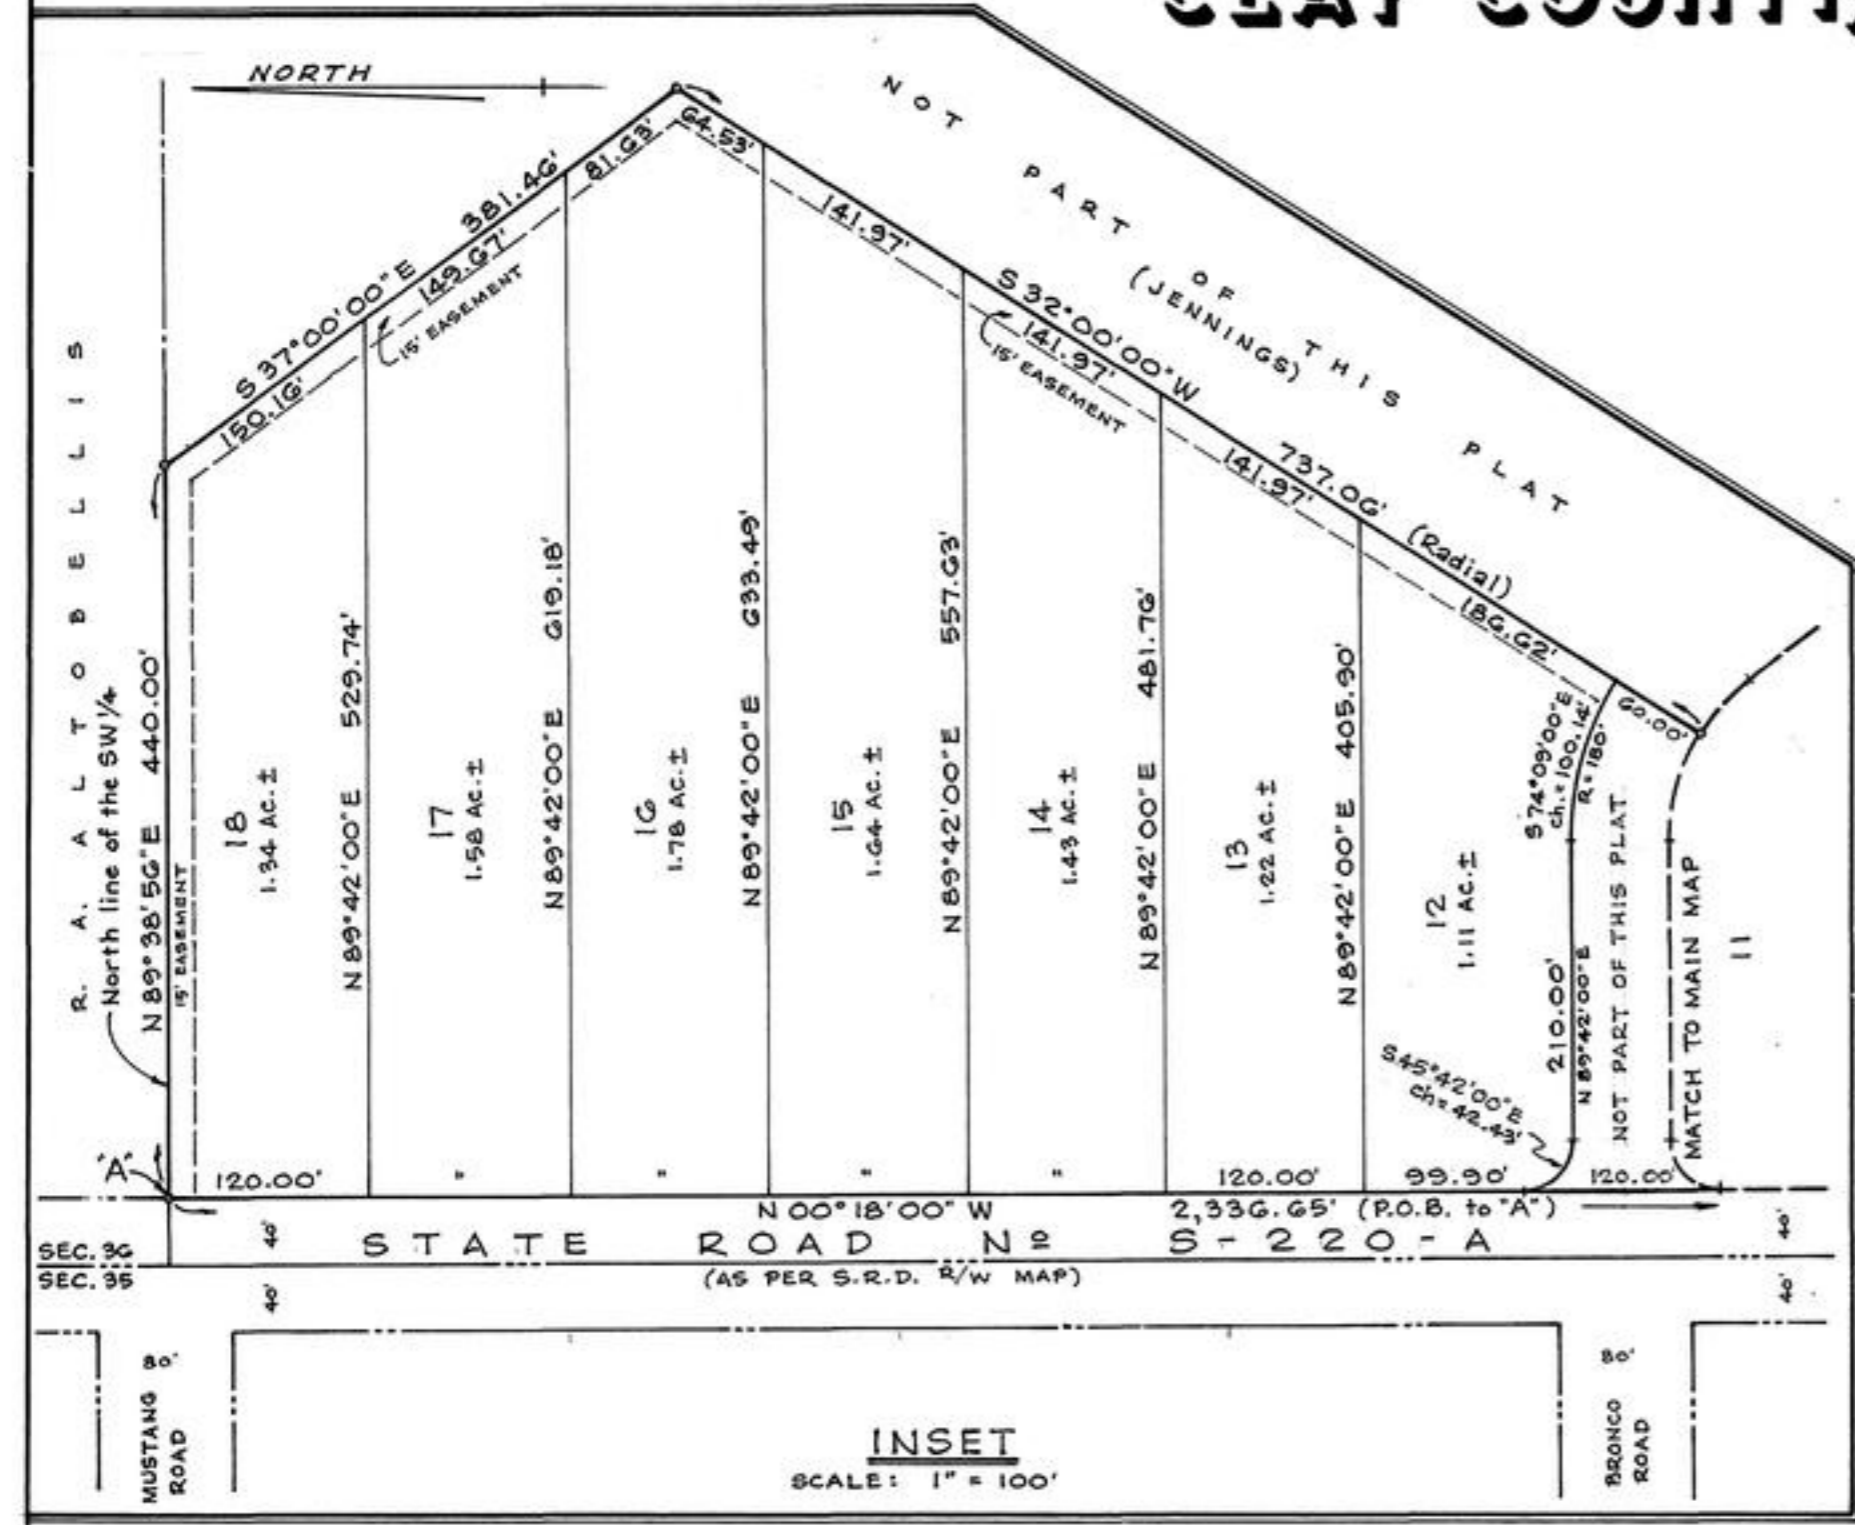 CLAY COUNTY,
NORTH
NOT PART OF THIS PLAT
(JENNINGS)
S 37°00'00"E 381.46'
150.16'
149.67'
81.63'
15' EASEMENT
64.53'
141.97'
S 32°00'00"W 737.06' (Radial)
141.97'
15' EASEMENT
141.97'
186.62'
60.00'
R. A. ALTOBELLIS
North line of the SW 1/4
N 89°38'56"E 440.00'
15' EASEMENT
18
1.34 AC.±
N 89°42'00"E 529.74'
17
1.58 AC.±
N 89°42'00"E 619.18'
16
1.78 AC.±
N 89°42'00"E 633.49'
15
1.64 AC.±
N 89°42'00"E 557.63'
14
1.43 AC.±
N 89°42'00"E 481.76'
13
1.22 AC.±
N 89°42'00"E 405.90'
12
1.11 AC.±
S 74°09'00"E
ch.= 100.14'
R = 180'
210.00'
N 89°42'00"E
S.45°42'00"E
ch= 42.43'
NOT PART OF THIS PLAT.
MATCH TO MAIN MAP
11
"A"
120.00' " " " " 120.00' 99.90' 120.00'
N 00°18'00" W 2,336.65' (P.O.B. to "A")
SEC. 36
SEC. 35
40'
40'
STATE ROAD Nº S-220-A
(AS PER S.R.D. R/W MAP)
40'
40'
80'
MUSTANG
ROAD
80'
BRONCO
ROAD
INSET
SCALE: 1" = 100'